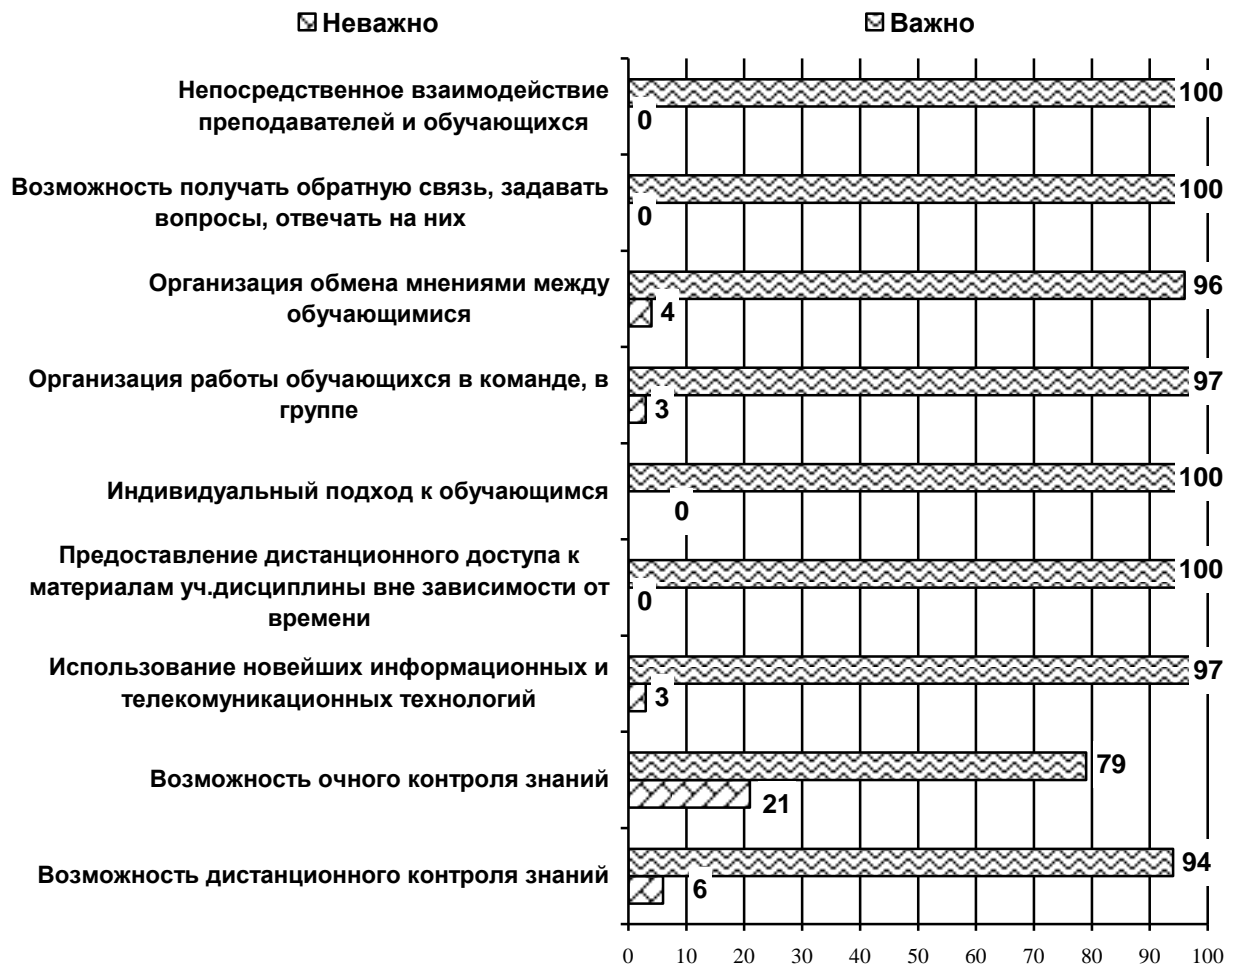 Неважно
Важно
Непосредственное взаимодействие
преподавателей и обучающихся
100
0
Возможность получать обратную связь, задавать
вопросы, отвечать на них
100
0
Организация обмена мнениями между
обучающимися
96
4
Организация работы обучающихся в команде, в
группе
97
3
Индивидуальный подход к обучающимся
100
0
Предоставление дистанционного доступа к
материалам уч.дисциплины вне зависимости от
времени
100
0
Использование новейших информационных и
телекомуникационных технологий
97
3
Возможность очного контроля знаний
79
21
Возможность дистанционного контроля знаний
94
6
0 10 20 30 40 50 60 70 80 90 100